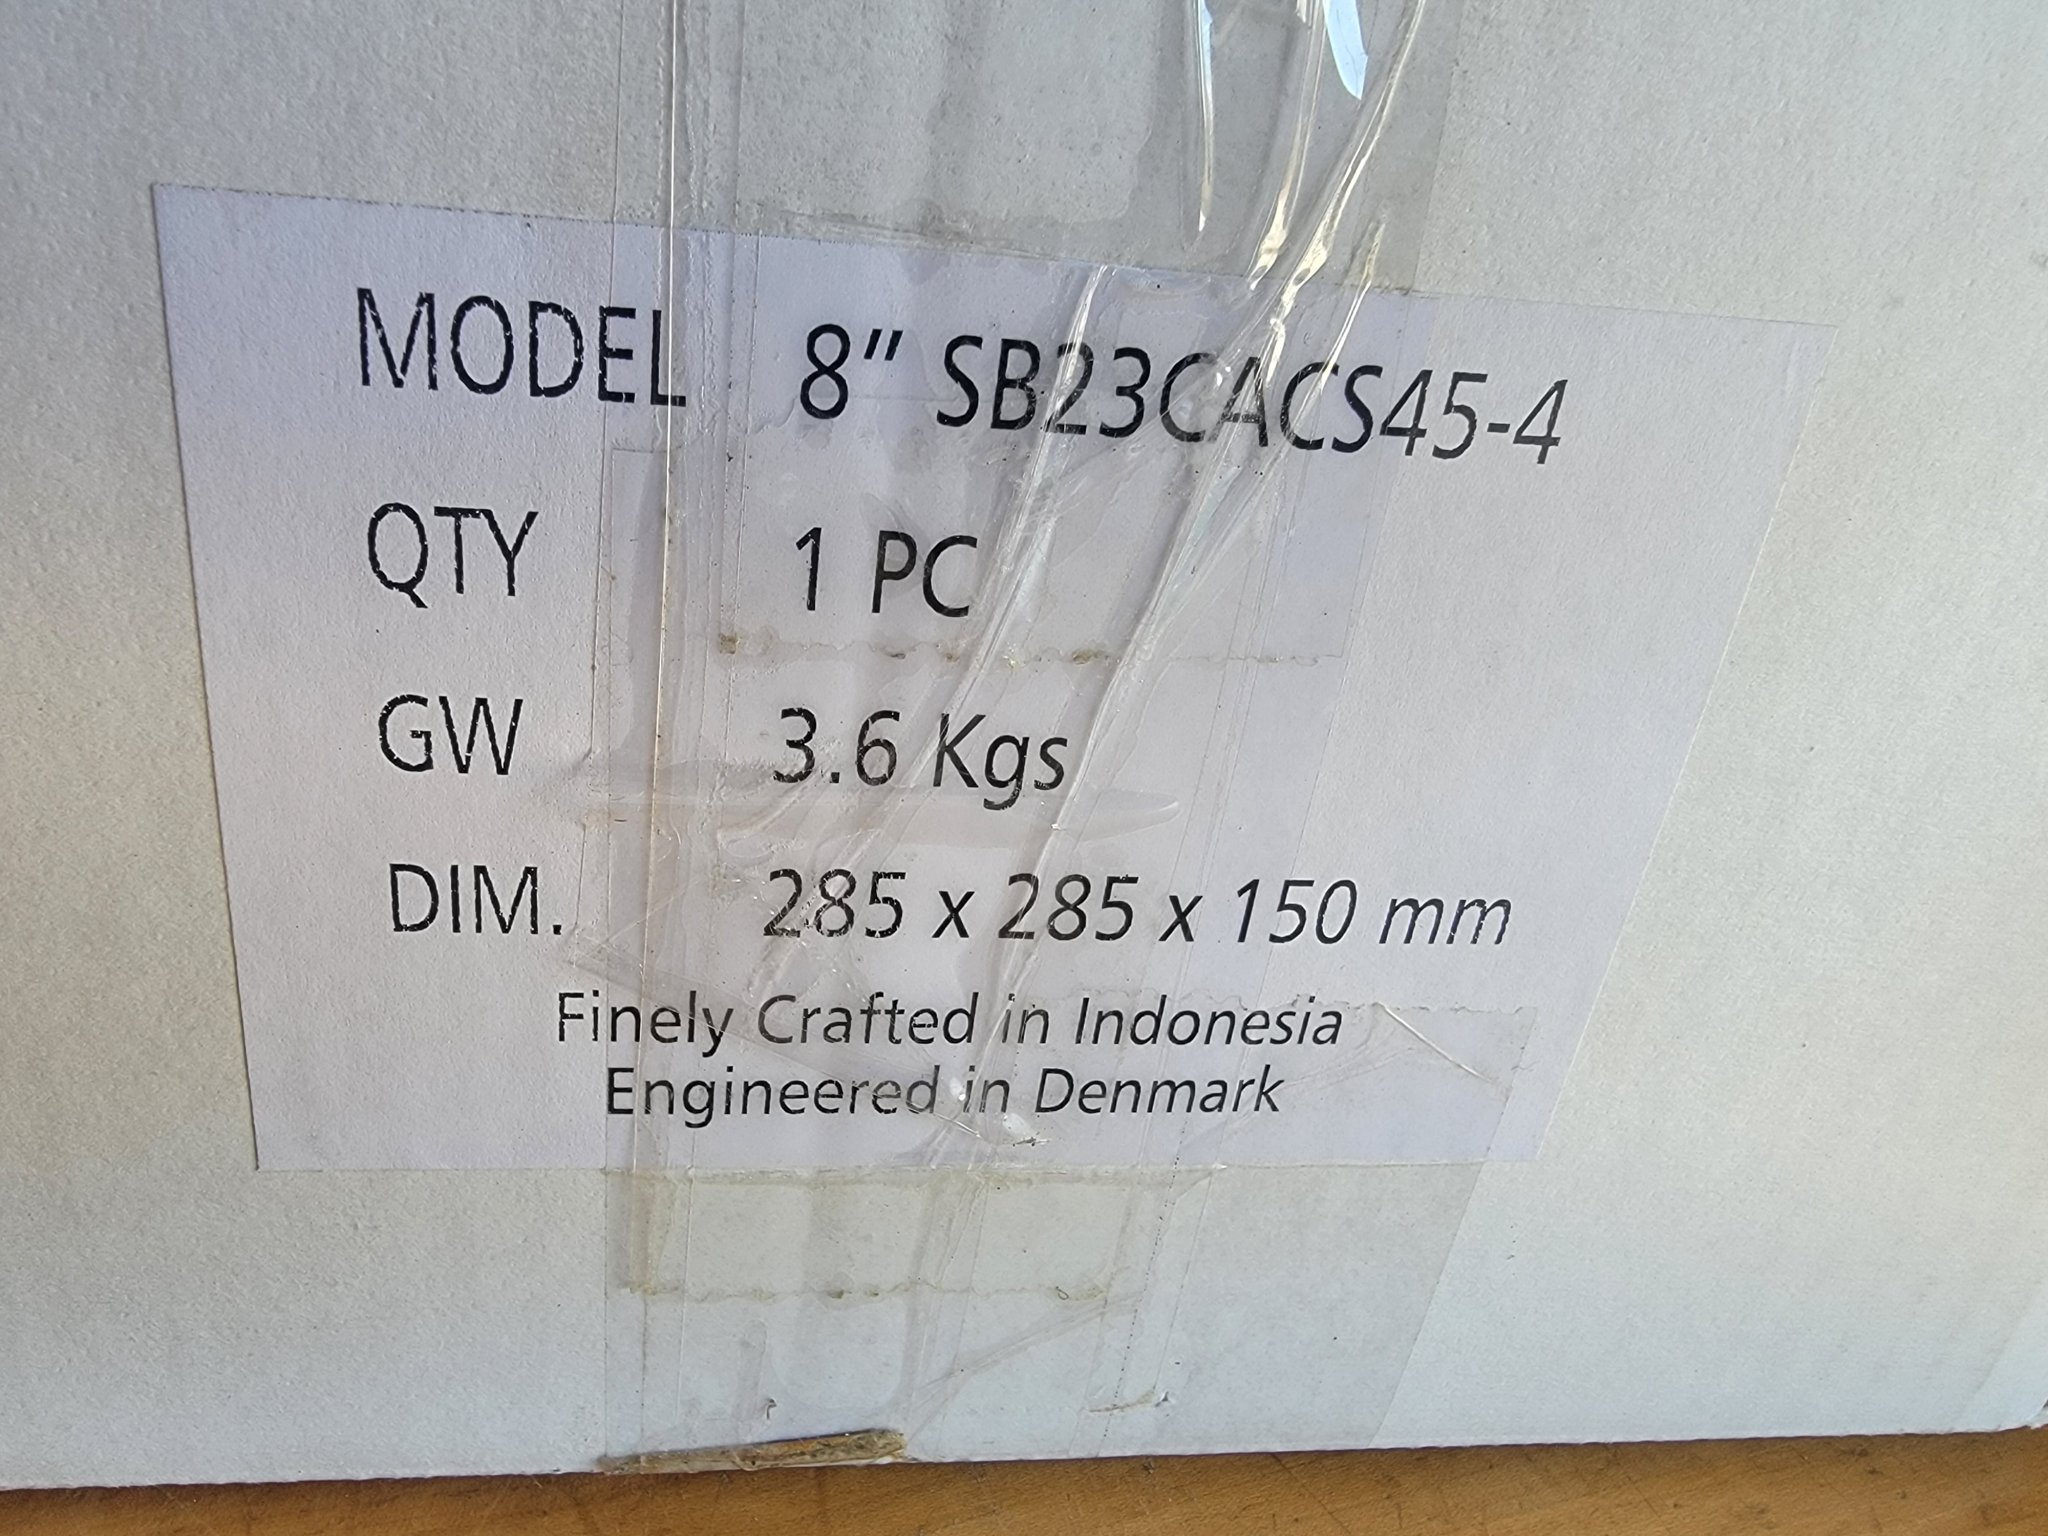 MODEL 8" SB23CACS45-4
QTY 1 PC
GW 3.6 Kgs
DIM. 285 x 285 x 150 mm
Finely Crafted in Indonesia
Engineered in Denmark